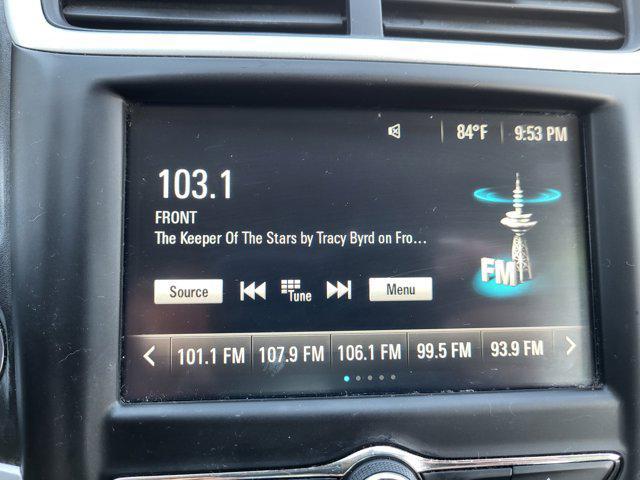 84°F 9:53 PM
103.1
FRONT
The Keeper Of The Stars by Tracy Byrd on Fro...
FM
Source Tune Menu
101.1 FM 107.9 FM 106.1 FM 99.5 FM 93.9 FM